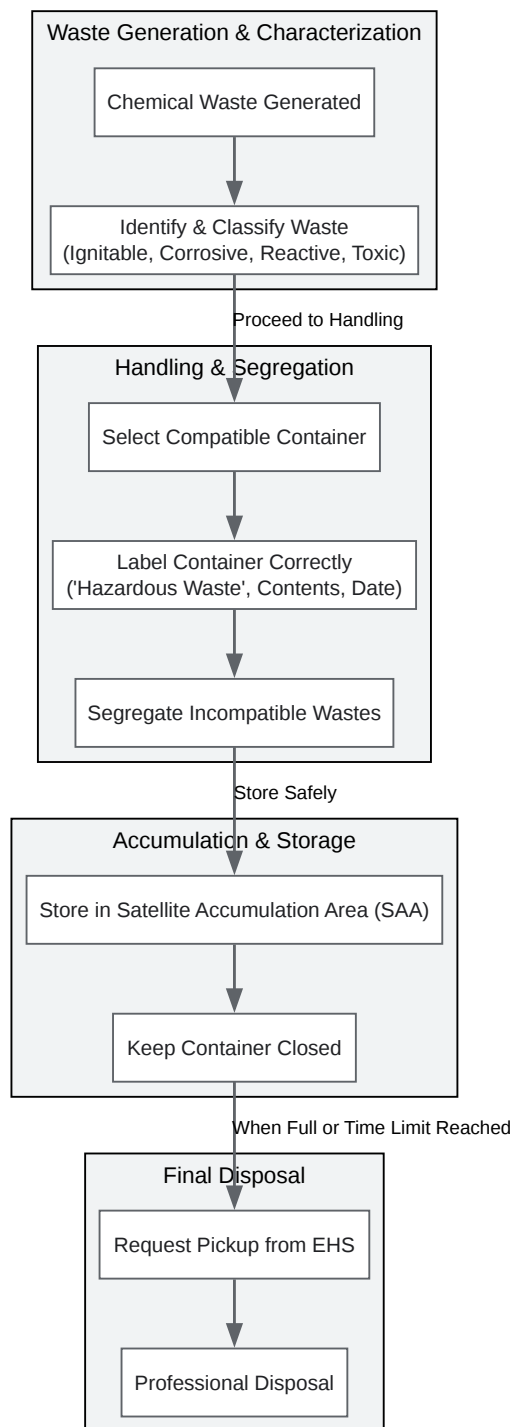 Waste Generation & Characterization
Chemical Waste Generated
Identify & Classify Waste
(Ignitable, Corrosive, Reactive, Toxic)
Proceed to Handling
Handling & Segregation
Select Compatible Container
Label Container Correctly
('Hazardous Waste', Contents, Date)
Segregate Incompatible Wastes
Store Safely
Accumulation & Storage
Store in Satellite Accumulation Area (SAA)
Keep Container Closed
When Full or Time Limit Reached
Final Disposal
Request Pickup from EHS
Professional Disposal